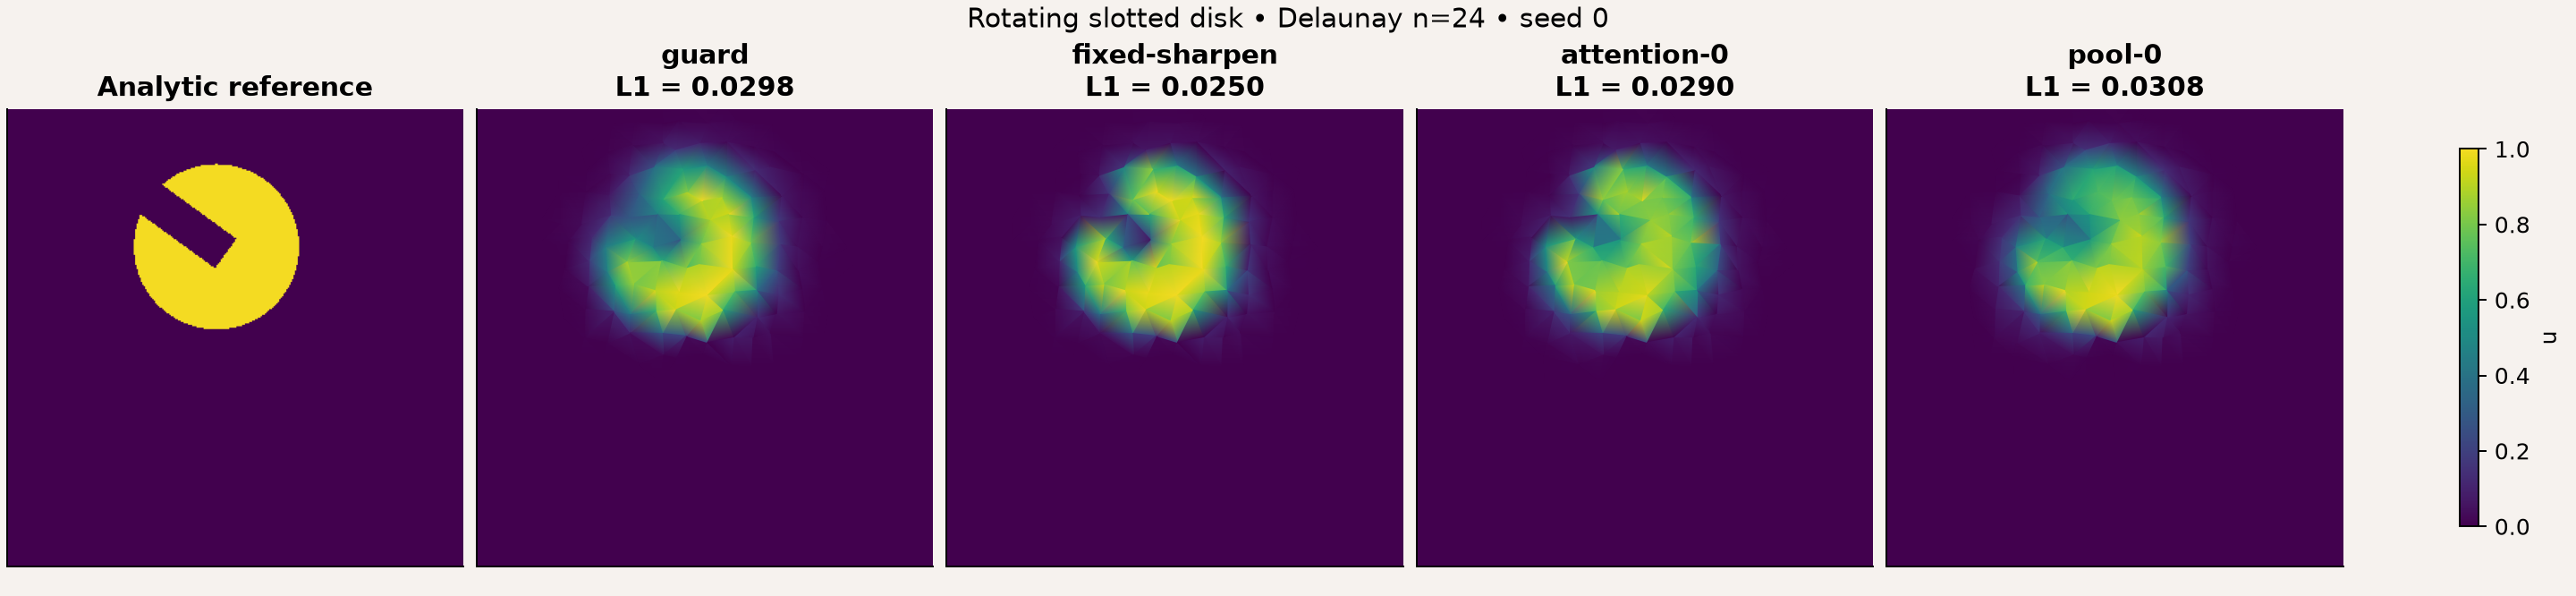 Rotating slotted disk • Delaunay n=24 • seed 0
Analytic reference
guard
L1 = 0.0298
fixed-sharpen
L1 = 0.0250
attention-0
L1 = 0.0290
pool-0
L1 = 0.0308
1.0
0.8
0.6
0.4
0.2
0.0
u